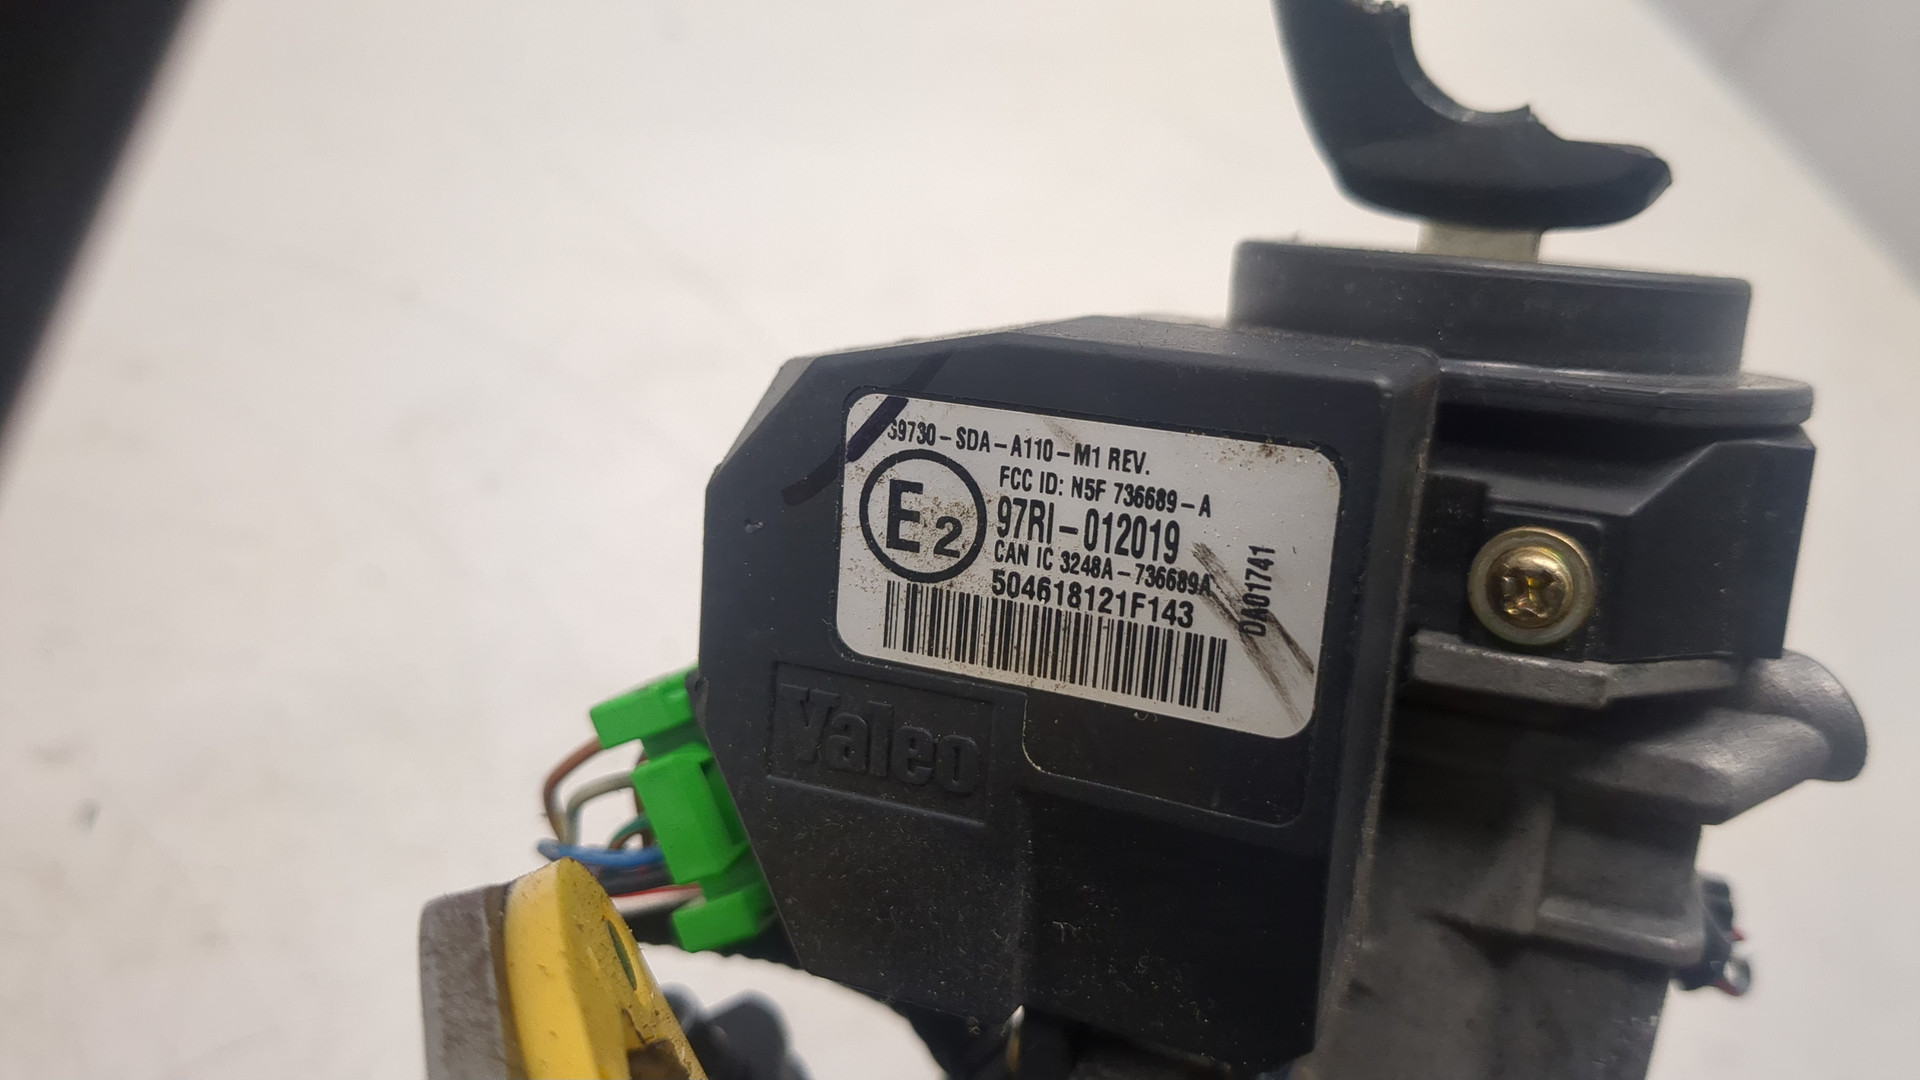 39730-SDA-A110-M1 REV.
FCC ID: N5F 736689-A
E2
97RI-012019
CAN IC 3248A-736689A
504618121F143
DA01741
Valeo